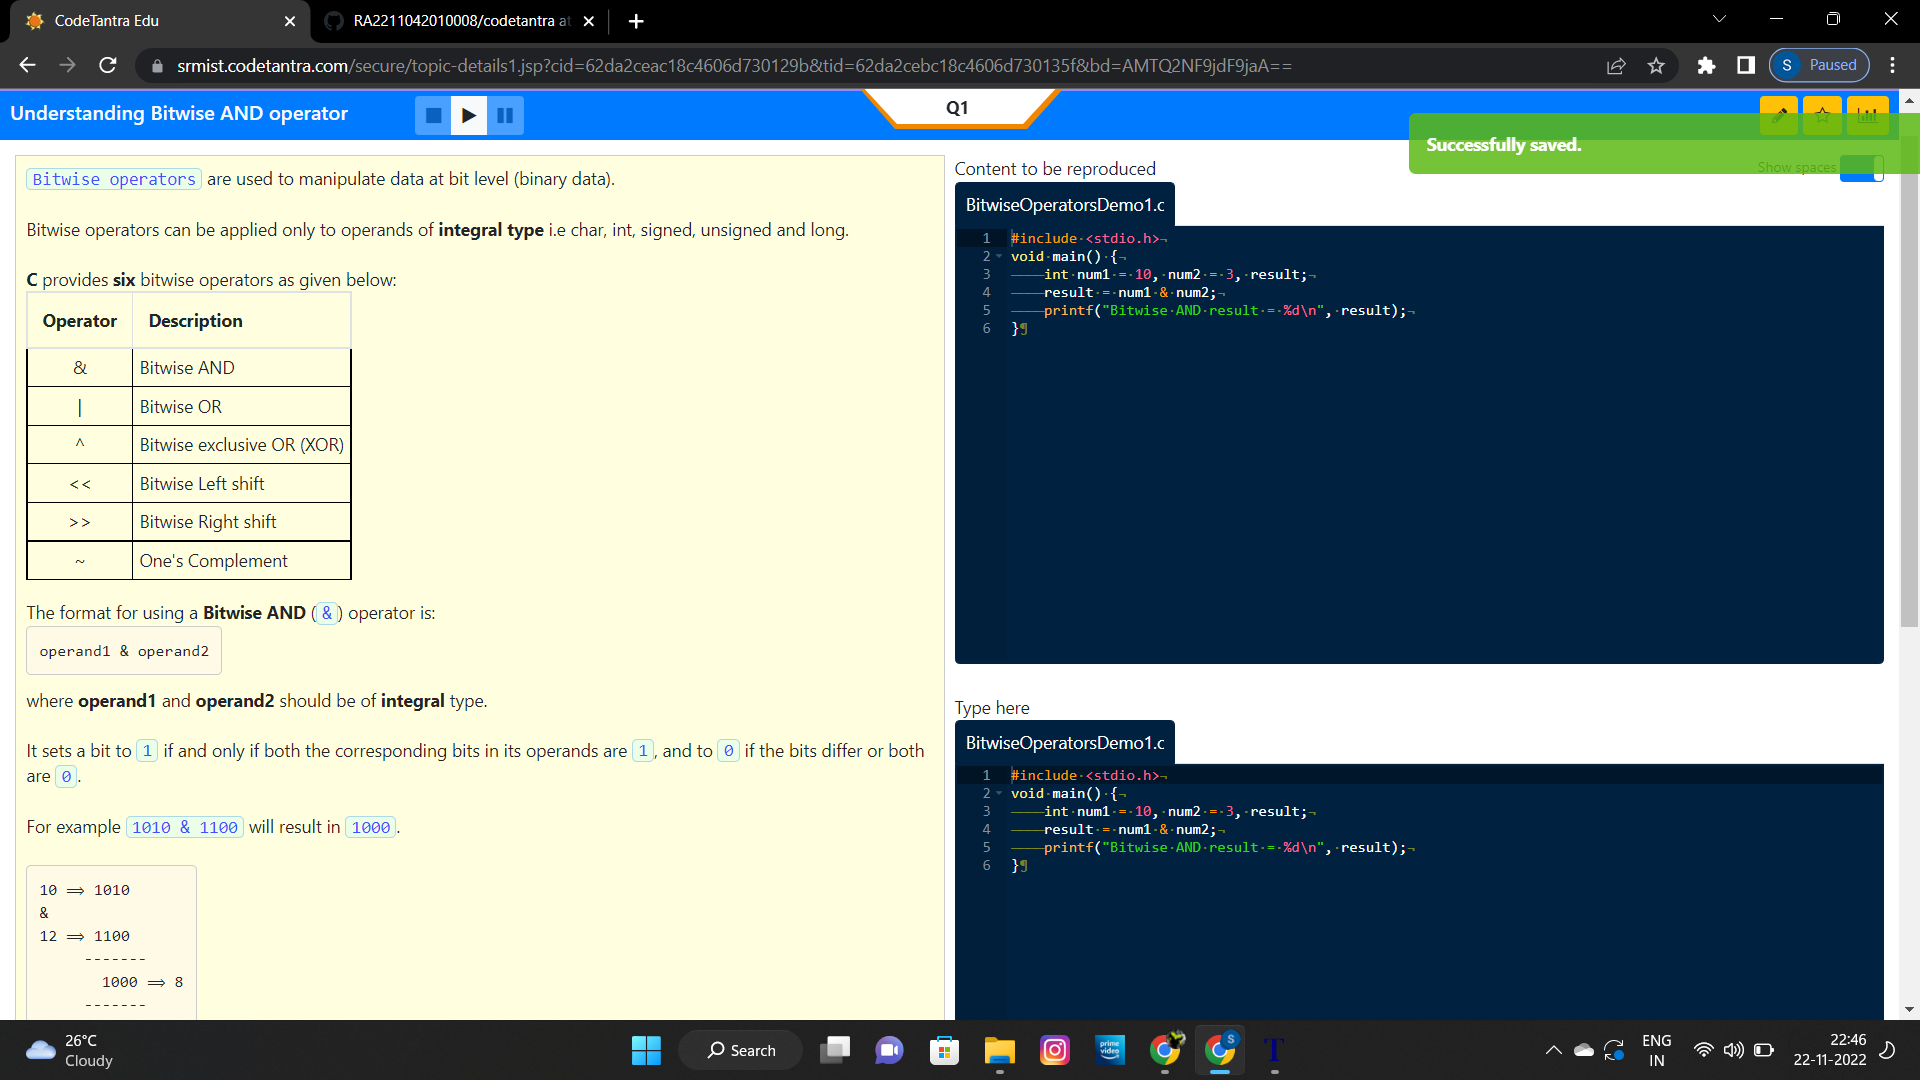 CodeTantra Edu
RA2211042010008/codetantra at
srmist.codetantra.com/secure/topic-details1.jsp?cid=62da2ceac18c4606d730129b&tid=62da2cebc18c4606d730135f&bd=AMTQ2NF9jdF9jaA==
S Paused
Understanding Bitwise AND operator
Q1
Successfully saved.
Show spaces
Bitwise operators are used to manipulate data at bit level (binary data).
Bitwise operators can be applied only to operands of integral type i.e char, int, signed, unsigned and long.
C provides six bitwise operators as given below:
Operator Description
& Bitwise AND
| Bitwise OR
^ Bitwise exclusive OR (XOR)
<< Bitwise Left shift
>> Bitwise Right shift
~ One's Complement
The format for using a Bitwise AND (&) operator is:
operand1 & operand2
where operand1 and operand2 should be of integral type.
It sets a bit to 1 if and only if both the corresponding bits in its operands are 1, and to 0 if the bits differ or both
are 0.
For example 1010 & 1100 will result in 1000.
10 ⟹ 1010
&
12 ⟹ 1100
-------
1000 ⟹ 8
-------
Content to be reproduced
BitwiseOperatorsDemo1.c
1 #include·<stdio.h>¬
2 void·main()·{¬
3 ————int·num1·=·10,·num2·=·3,·result;¬
4 ————result·=·num1·&·num2;¬
5 ————printf("Bitwise·AND·result·=·%d\n",·result);¬
6 }¶
Type here
BitwiseOperatorsDemo1.c
1 #include·<stdio.h>¬
2 void·main()·{¬
3 ————int·num1·=·10,·num2·=·3,·result;¬
4 ————result·=·num1·&·num2;¬
5 ————printf("Bitwise·AND·result·=·%d\n",·result);¬
6 }¶
26°C
Cloudy
Search
prime video
S
T
ENG
IN
22:46
22-11-2022